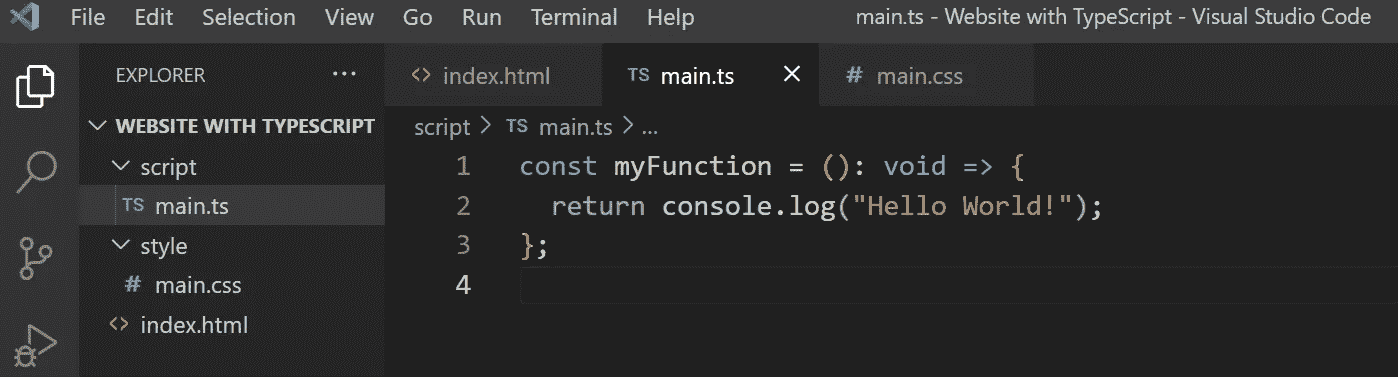 File Edit Selection View Go Run Terminal Help main.ts - Website with TypeScript - Visual Studio Code
EXPLORER ...
WEBSITE WITH TYPESCRIPT
script
TS main.ts
style
# main.css
<> index.html
<> index.html TS main.ts × # main.css
script > TS main.ts > ...
1 const myFunction = (): void => {
2 return console.log("Hello World!");
3 };
4